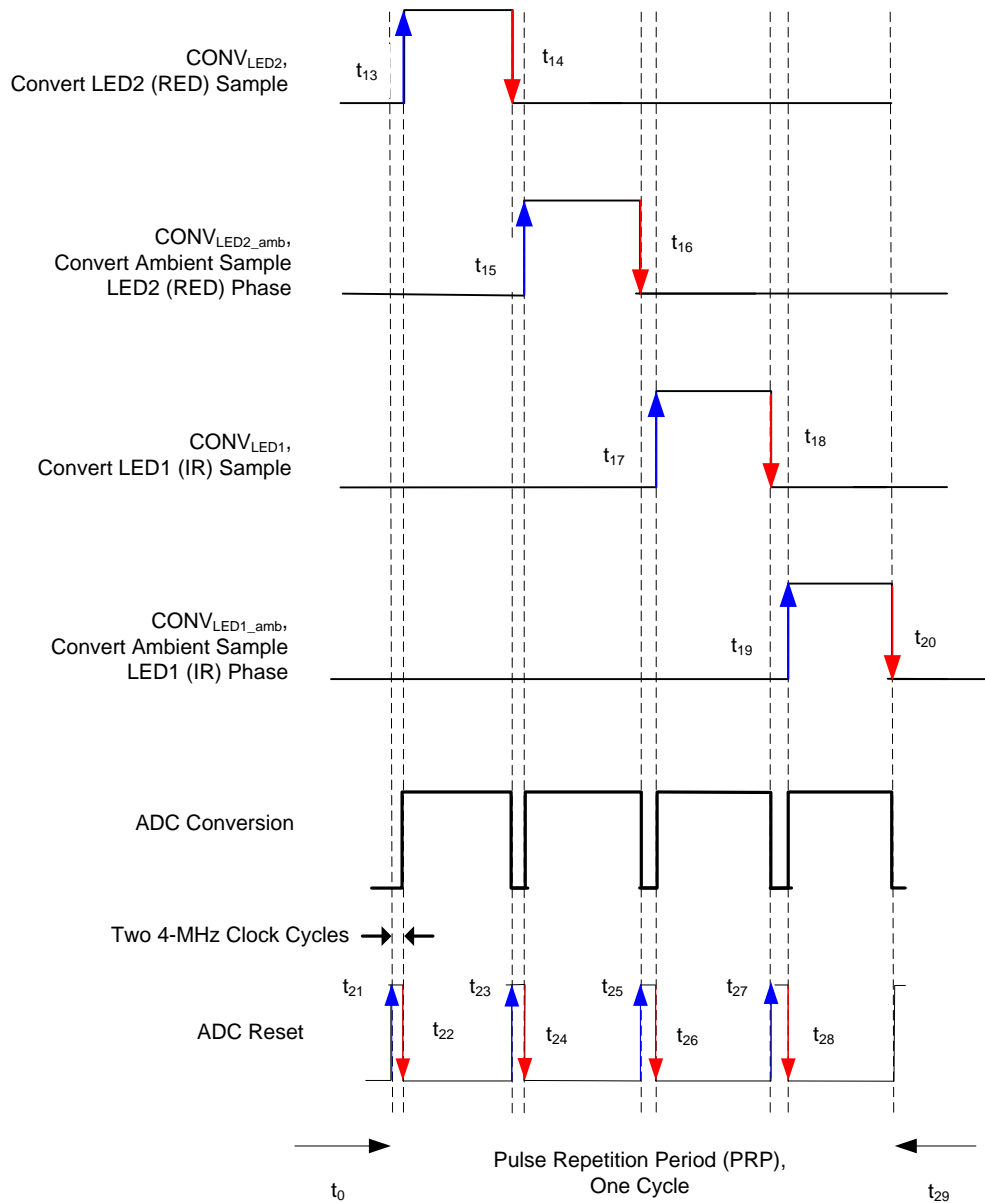 CONVLED2,
Convert LED2 (RED) Sample
t13
t14
CONVLED2_amb,
Convert Ambient Sample
LED2 (RED) Phase
t15
t16
CONVLED1,
Convert LED1 (IR) Sample
t17
t18
CONVLED1_amb,
Convert Ambient Sample
LED1 (IR) Phase
t19
t20
ADC Conversion
Two 4-MHz Clock Cycles
t21
t23
t25
t27
ADC Reset
t22
t24
t26
t28
Pulse Repetition Period (PRP),
One Cycle
t0
t29